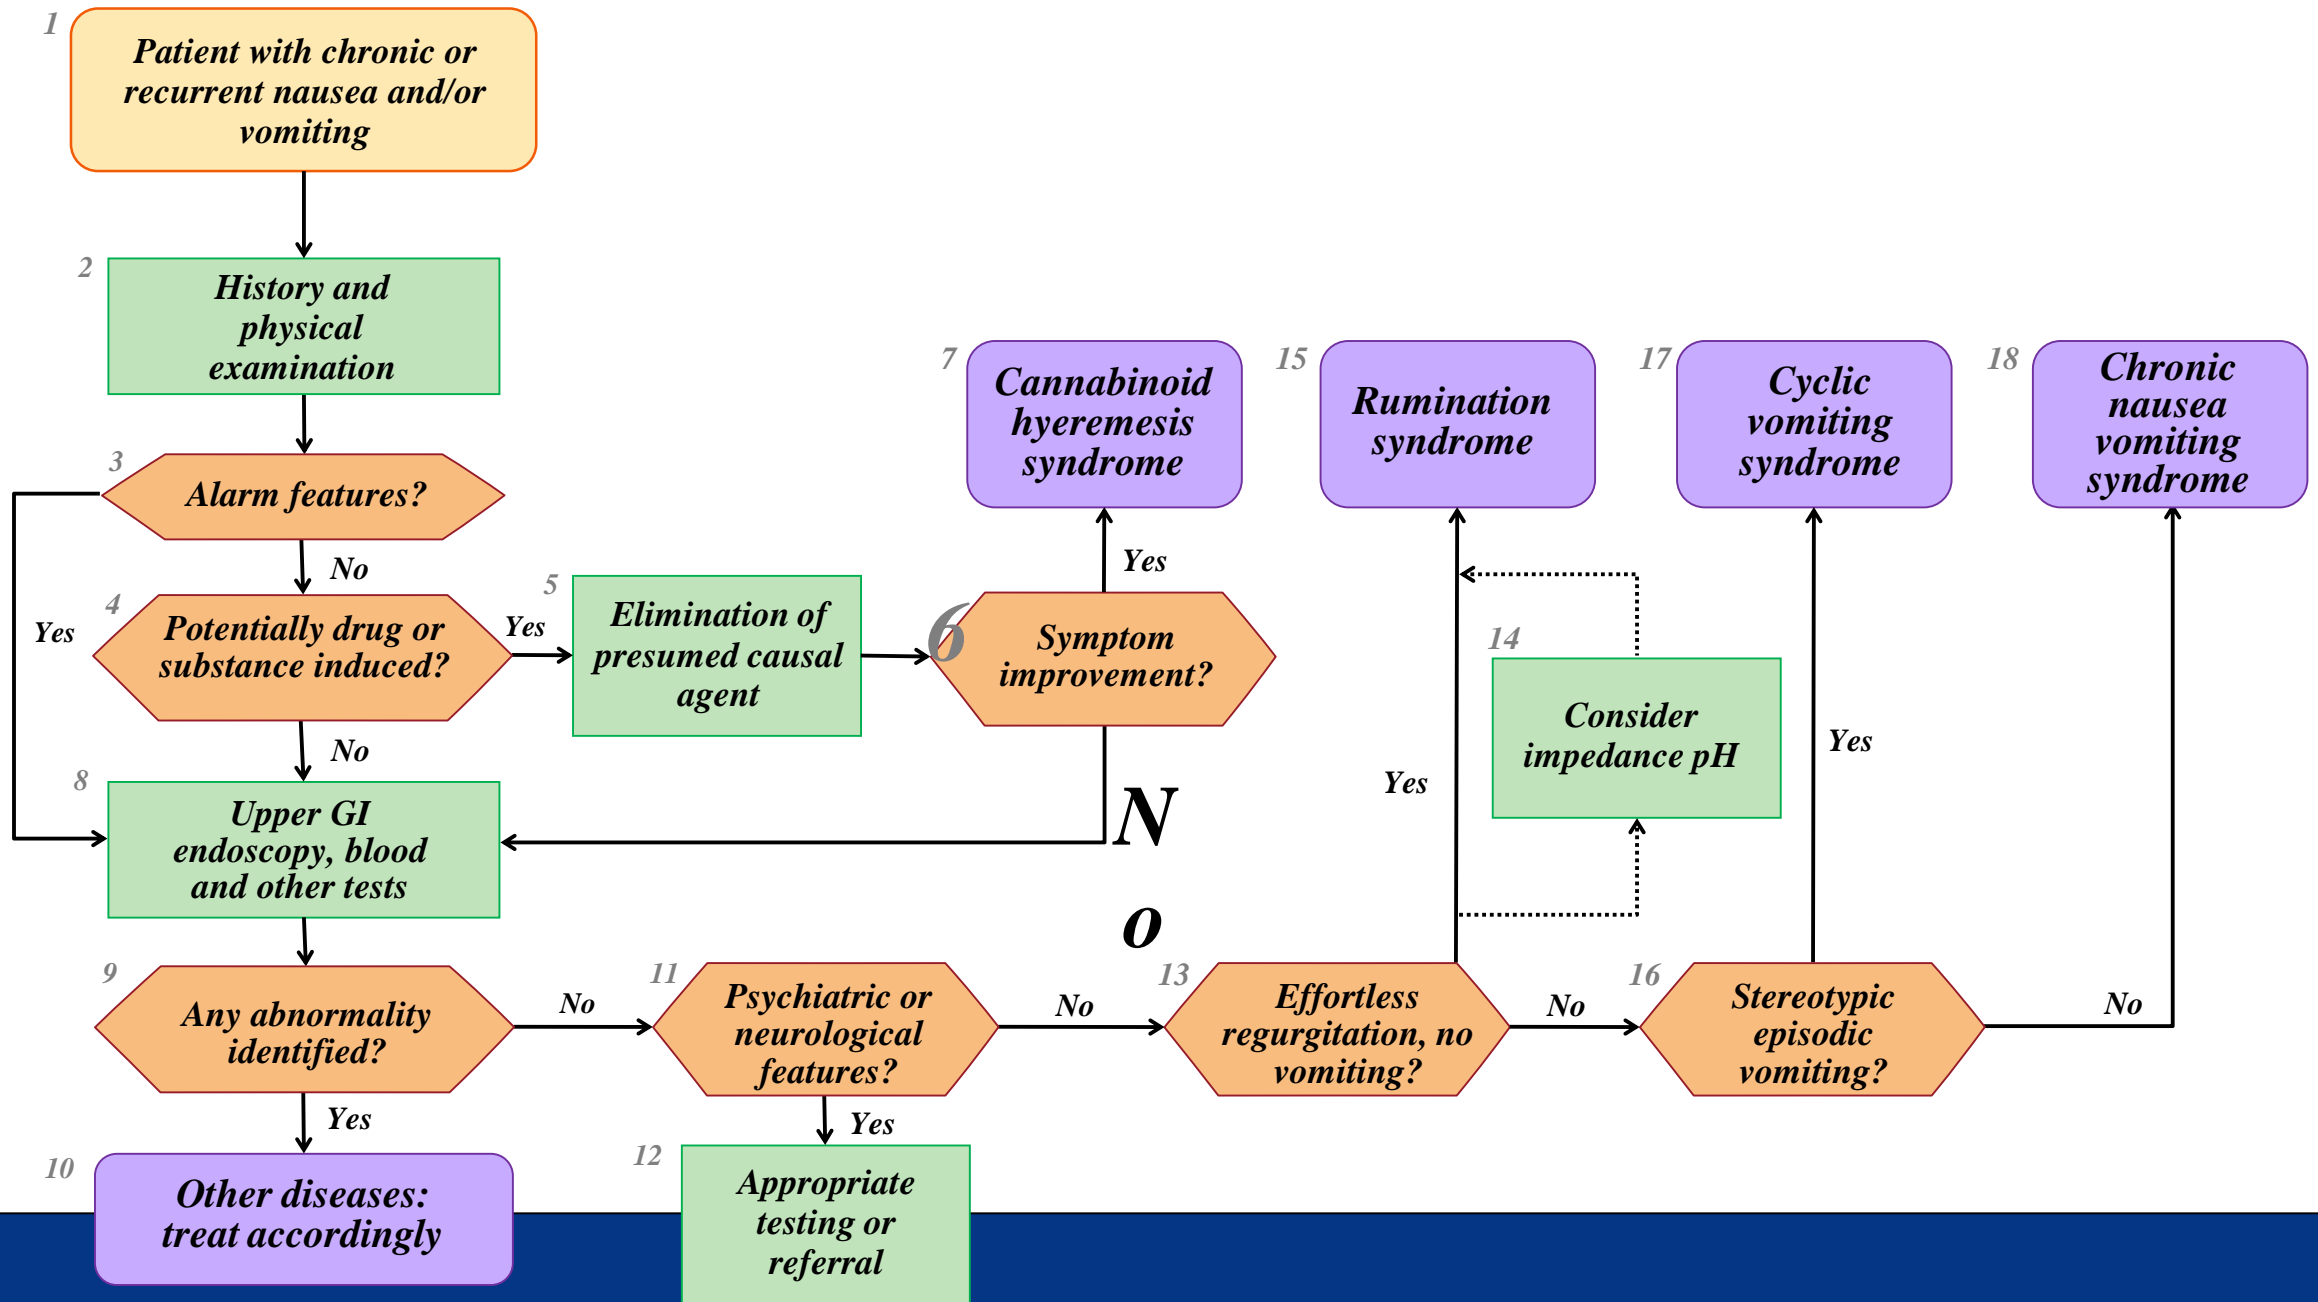 1
Patient with chronic or
recurrent nausea and/or
vomiting
2
History and
physical
examination
3
Alarm features?
No
Yes
4
Potentially drug or
substance induced?
Yes
No
5
Elimination of
presumed causal
agent
6
Symptom
improvement?
Yes
No
7
Cannabinoid
hyeremesis
syndrome
8
Upper GI
endoscopy, blood
and other tests
9
Any abnormality
identified?
No
Yes
10
Other diseases:
treat accordingly
11
Psychiatric or
neurological
features?
No
Yes
12
Appropriate
testing or
referral
13
Effortless
regurgitation, no
vomiting?
Yes
No
14
Consider
impedance pH
15
Rumination
syndrome
16
Stereotypic
episodic
vomiting?
Yes
No
17
Cyclic
vomiting
syndrome
18
Chronic
nausea
vomiting
syndrome